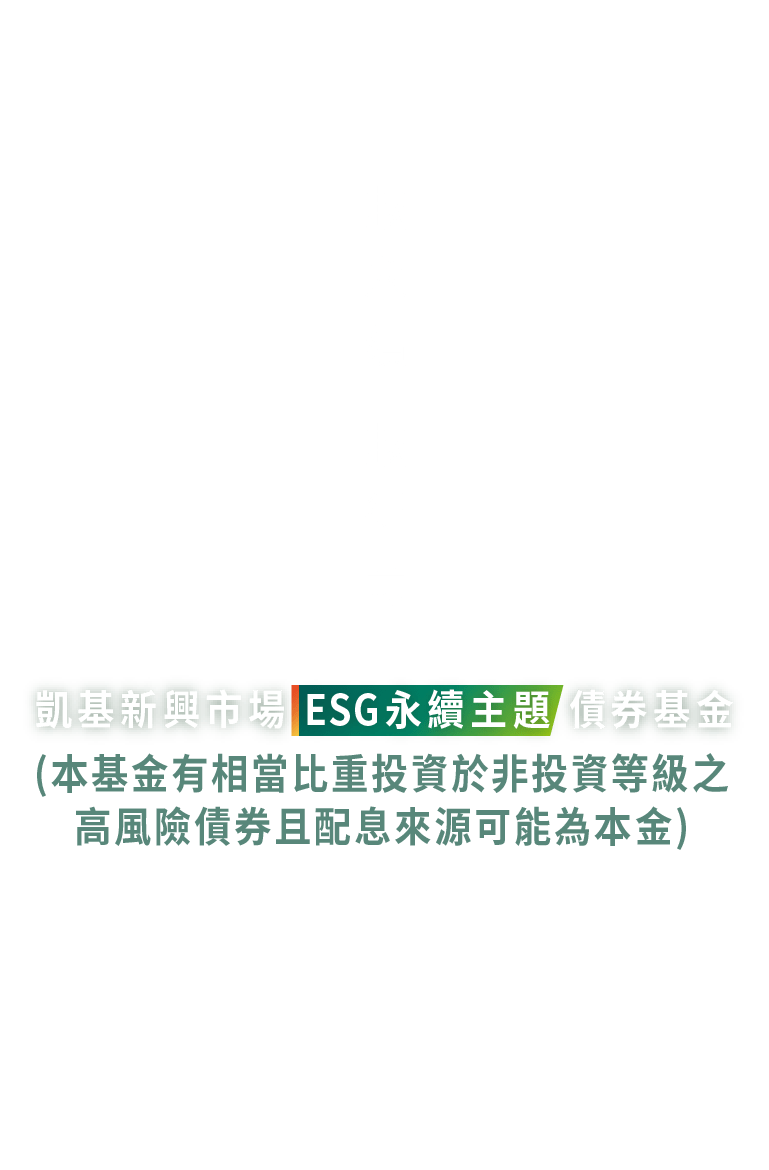 凱基新興市場ESG永續主題債券基金
(本基金有相當比重投資於非投資等級之
高風險債券且配息來源可能為本金)